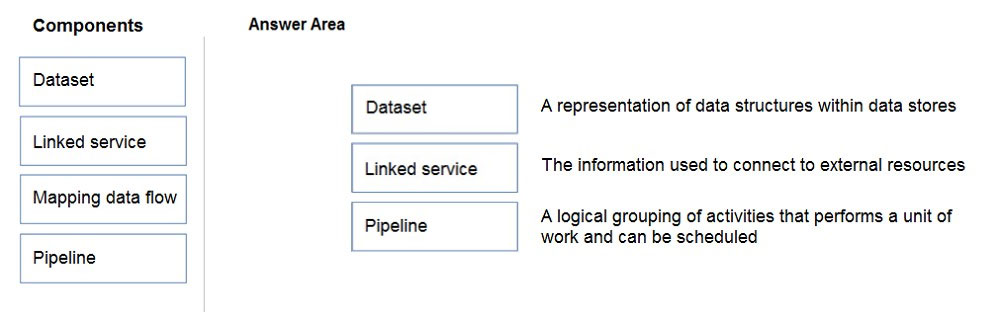 Components
Answer Area
Dataset
Linked service
Mapping data flow
Pipeline
Dataset
A representation of data structures within data stores
Linked service
The information used to connect to external resources
Pipeline
A logical grouping of activities that performs a unit of
work and can be scheduled